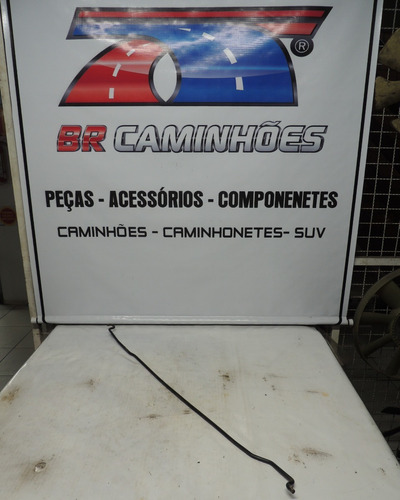 ®
BR CAMINHÕES
PEÇAS - ACESSÓRIOS - COMPONENETES
CAMINHÕES - CAMINHONETES- SUV